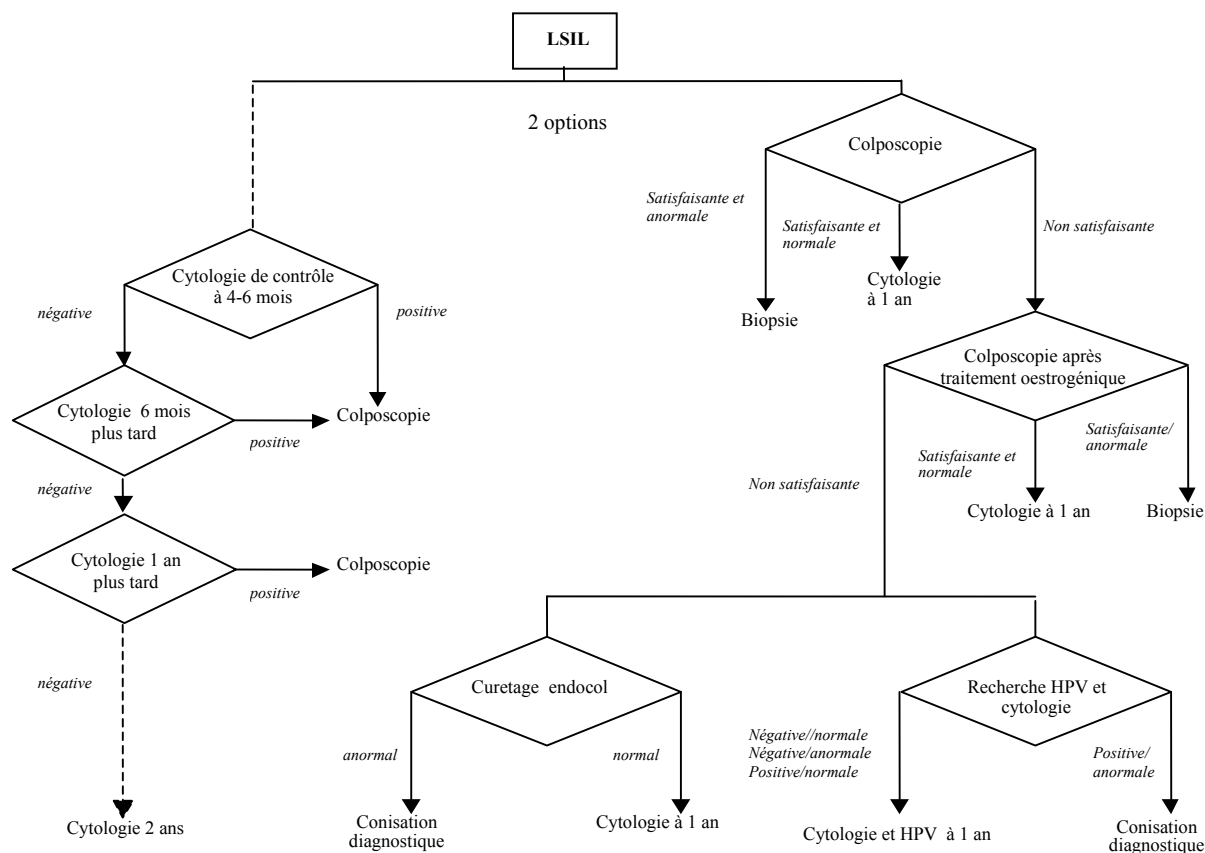 LSIL
2 options
Colposcopie
Satisfaisante et
anormale
Satisfaisante et
normale
Non satisfaisante
Cytologie
à 1 an
Biopsie
Cytologie de contrôle
à 4-6 mois
négative
positive
Cytologie 6 mois
plus tard
positive
Colposcopie
négative
Cytologie 1 an
plus tard
positive
Colposcopie
négative
Cytologie 2 ans
Colposcopie après
traitement oestrogénique
Non satisfaisante
Satisfaisante et
normale
Satisfaisante/
anormale
Cytologie à 1 an
Biopsie
Curetage endocol
anormal
normal
Conisation
diagnostique
Cytologie à 1 an
Recherche HPV et
cytologie
Négative//normale
Négative/anormale
Positive/normale
Positive/
anormale
Cytologie et HPV à 1 an
Conisation
diagnostique